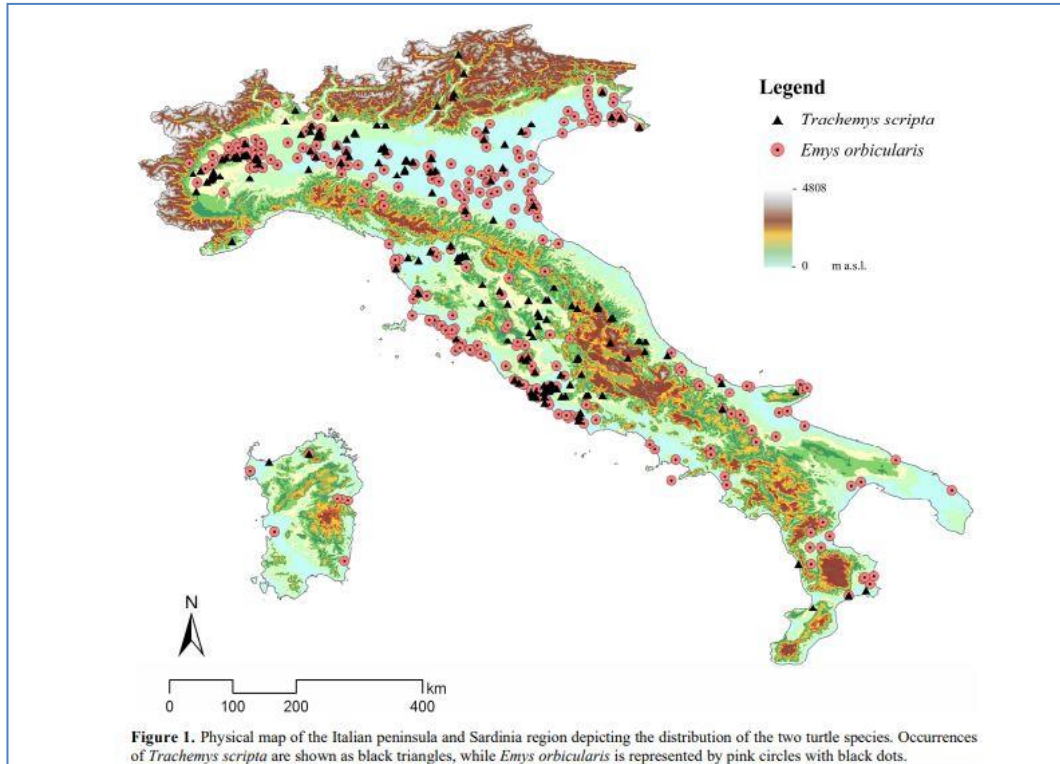 Legend
Trachemys scripta
Emys orbicularis
4808
0 m a.s.l.
N
km
0 100 200 400
Figure 1. Physical map of the Italian peninsula and Sardinia region depicting the distribution of the two turtle species. Occurrences
of Trachemys scripta are shown as black triangles, while Emys orbicularis is represented by pink circles with black dots.